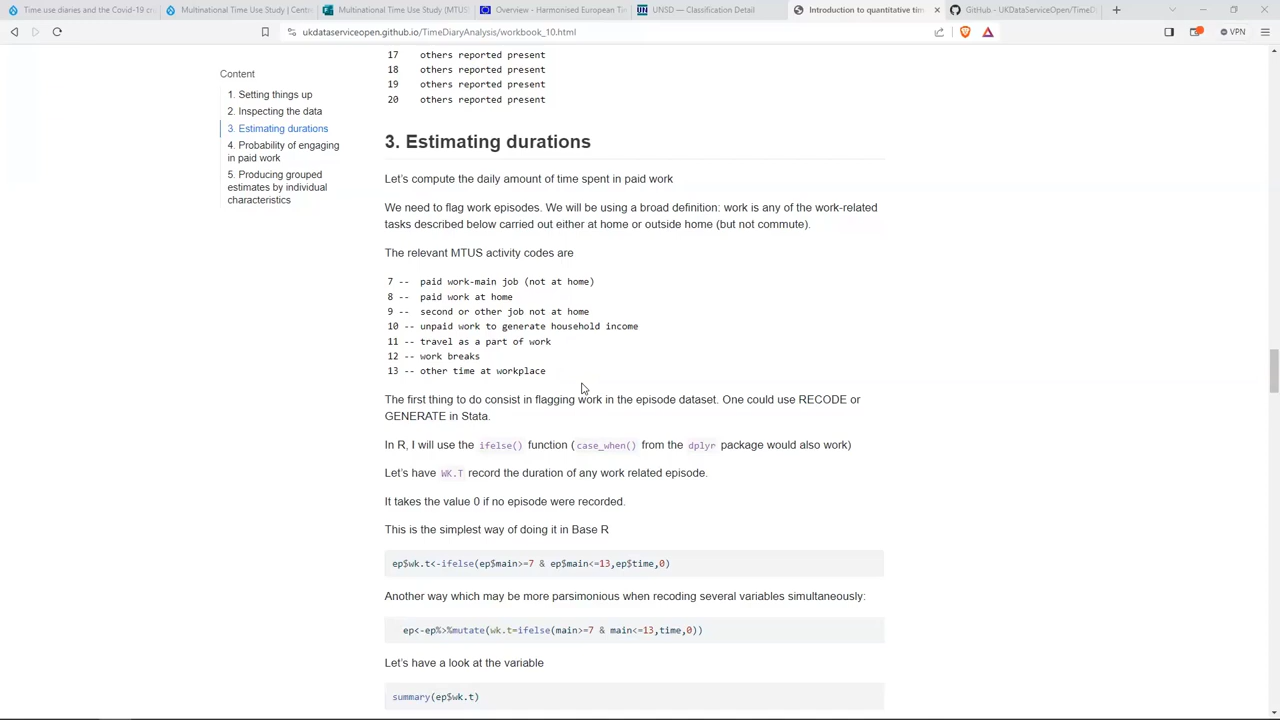 Time use diaries and the Covid-19 cr
Multinational Time Use Study | Centr
Multinational Time Use Study (MTUS
Overview - Harmonised European Ti
UNSD — Classification Detail
Introduction to quantitative tim
GitHub - UKDataServiceOpen/TimeD
ukdataserviceopen.github.io/TimeDiaryAnalysis/workbook_10.html
VPN
Content
1. Setting things up
2. Inspecting the data
3. Estimating durations
4. Probability of engaging
in paid work
5. Producing grouped
estimates by individual
characteristics
17 others reported present
18 others reported present
19 others reported present
20 others reported present
3. Estimating durations
Let's compute the daily amount of time spent in paid work
We need to flag work episodes. We will be using a broad definition: work is any of the work-related
tasks described below carried out either at home or outside home (but not commute).
The relevant MTUS activity codes are
7 -- paid work-main job (not at home)
8 -- paid work at home
9 -- second or other job not at home
10 -- unpaid work to generate household income
11 -- travel as a part of work
12 -- work breaks
13 -- other time at workplace
The first thing to do consist in flagging work in the episode dataset. One could use RECODE or
GENERATE in Stata.
In R, I will use the ifelse() function (case_when() from the dplyr package would also work)
Let's have WK.T record the duration of any work related episode.
It takes the value 0 if no episode were recorded.
This is the simplest way of doing it in Base R
ep$wk.t<-ifelse(ep$main>=7 & ep$main<=13,ep$time,0)
Another way which may be more parsimonious when recoding several variables simultaneously:
ep<-ep%>%mutate(wk.t=ifelse(main>=7 & main<=13,time,0))
Let's have a look at the variable
summary(ep$wk.t)